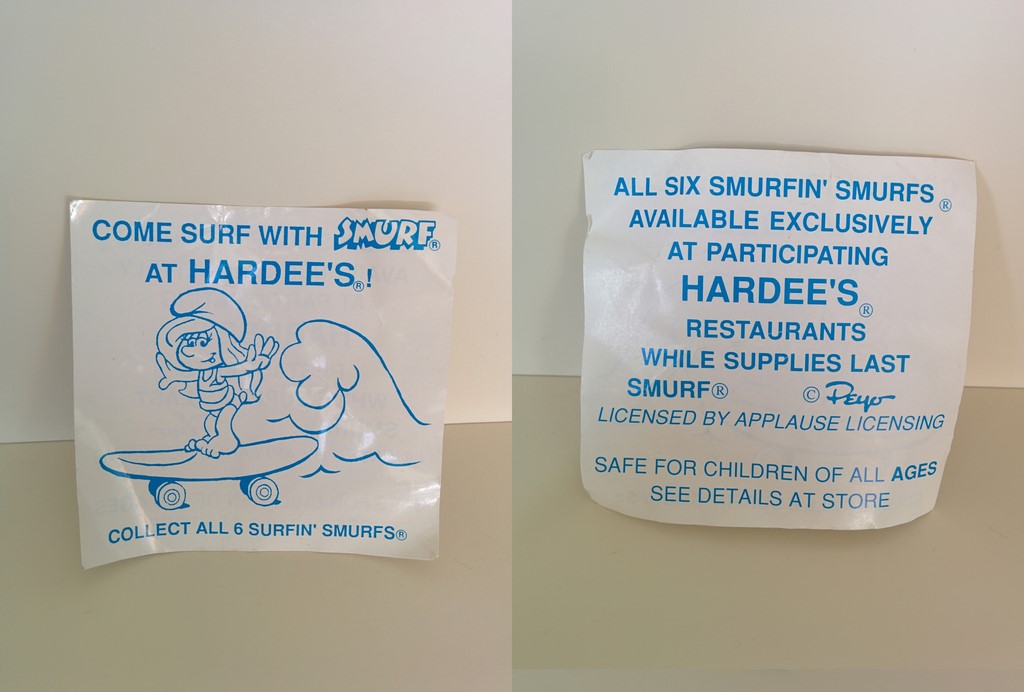 COME SURF WITH SMURF®
AT HARDEE'S®!
COLLECT ALL 6 SURFIN' SMURFS®
ALL SIX SMURFIN' SMURFS®
AVAILABLE EXCLUSIVELY
AT PARTICIPATING
HARDEE'S®
RESTAURANTS
WHILE SUPPLIES LAST
SMURF® © Peyo
LICENSED BY APPLAUSE LICENSING
SAFE FOR CHILDREN OF ALL AGES
SEE DETAILS AT STORE